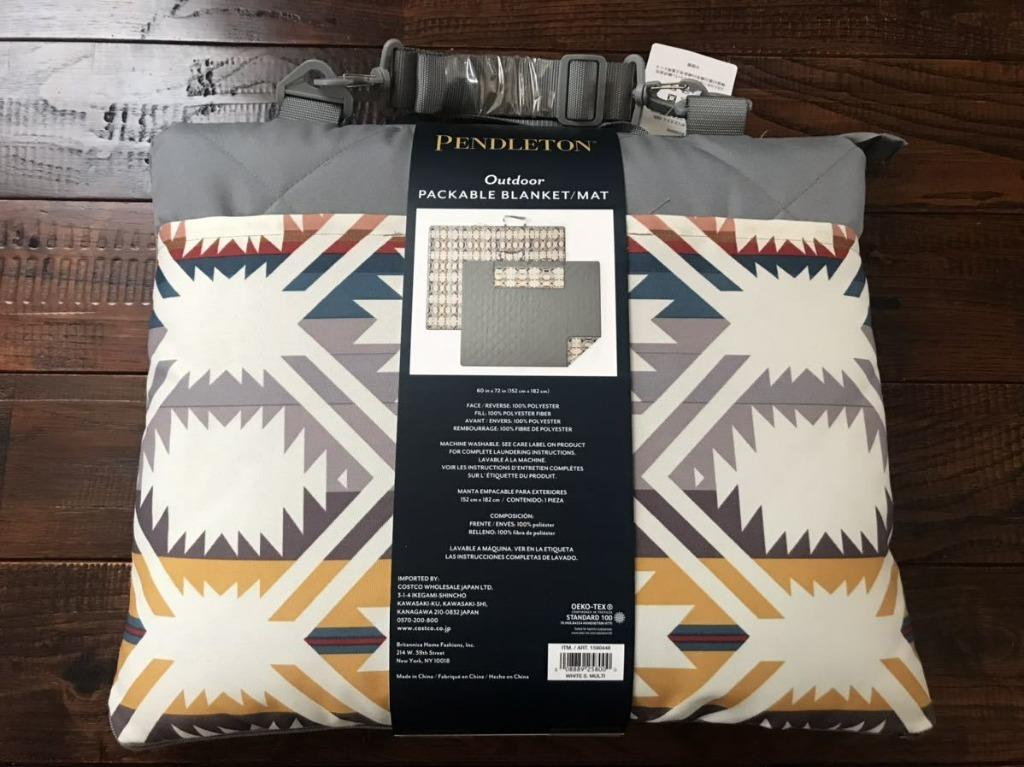 PENDLETON
Outdoor
PACKABLE BLANKET/MAT
60 in x 72 in (152 cm x 182 cm)
FACE / REVERSE: 100% POLYESTER
FILL: 100% POLYESTER FIBER
AVANT / ENVERS: 100% POLYESTER
REMBOURRAGE: 100% FIBRE DE POLYESTER
MACHINE WASHABLE. SEE CARE LABEL ON PRODUCT
FOR COMPLETE LAUNDERING INSTRUCTIONS.
LAVABLE À LA MACHINE.
VOIR LES INSTRUCTIONS D'ENTRETIEN COMPLÈTES
SUR L' ÉTIQUETTE DU PRODUIT.
MANTA EMPACABLE PARA EXTERIORES
152 cm x 182 cm / CONTENIDO: 1 PIEZA
COMPOSICIÓN:
FRENTE / ENVÉS: 100% poliéster
RELLENO: 100% fibra de poliéster
LAVABLE A MÁQUINA. VER EN LA ETIQUETA
LAS INSTRUCCIONES COMPLETAS DE LAVADO.
IMPORTED BY:
COSTCO WHOLESALE JAPAN LTD.
3-1-4 IKEGAMI-SHINCHO
KAWASAKI-KU, KAWASAKI-SHI,
KANAGAWA 210-0832 JAPAN
0570-200-800
www.costco.co.jp
Britannica Home Fashions, Inc.
214 W. 39th Street
New York, NY 10018
Made in China / Fabriqué en Chine / Hecho en China
OEKO-TEX®
STANDARD 100
ITM. / ART. 1590448
WHITE S. MULTI